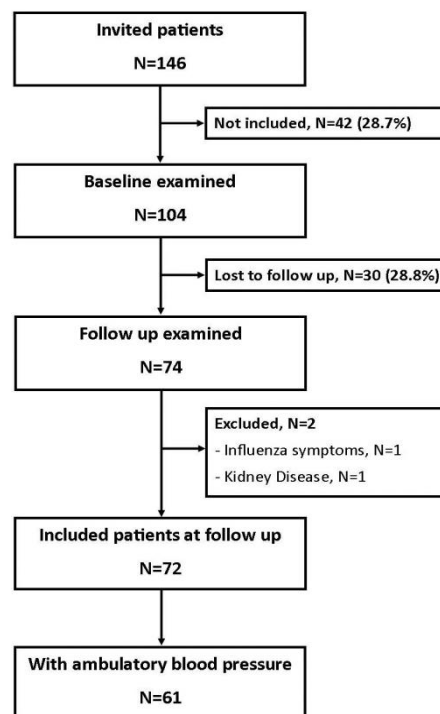 Invited patients
N=146
Not included, N=42 (28.7%)
Baseline examined
N=104
Lost to follow up, N=30 (28.8%)
Follow up examined
N=74
Excluded, N=2
- Influenza symptoms, N=1
- Kidney Disease, N=1
Included patients at follow up
N=72
With ambulatory blood pressure
N=61